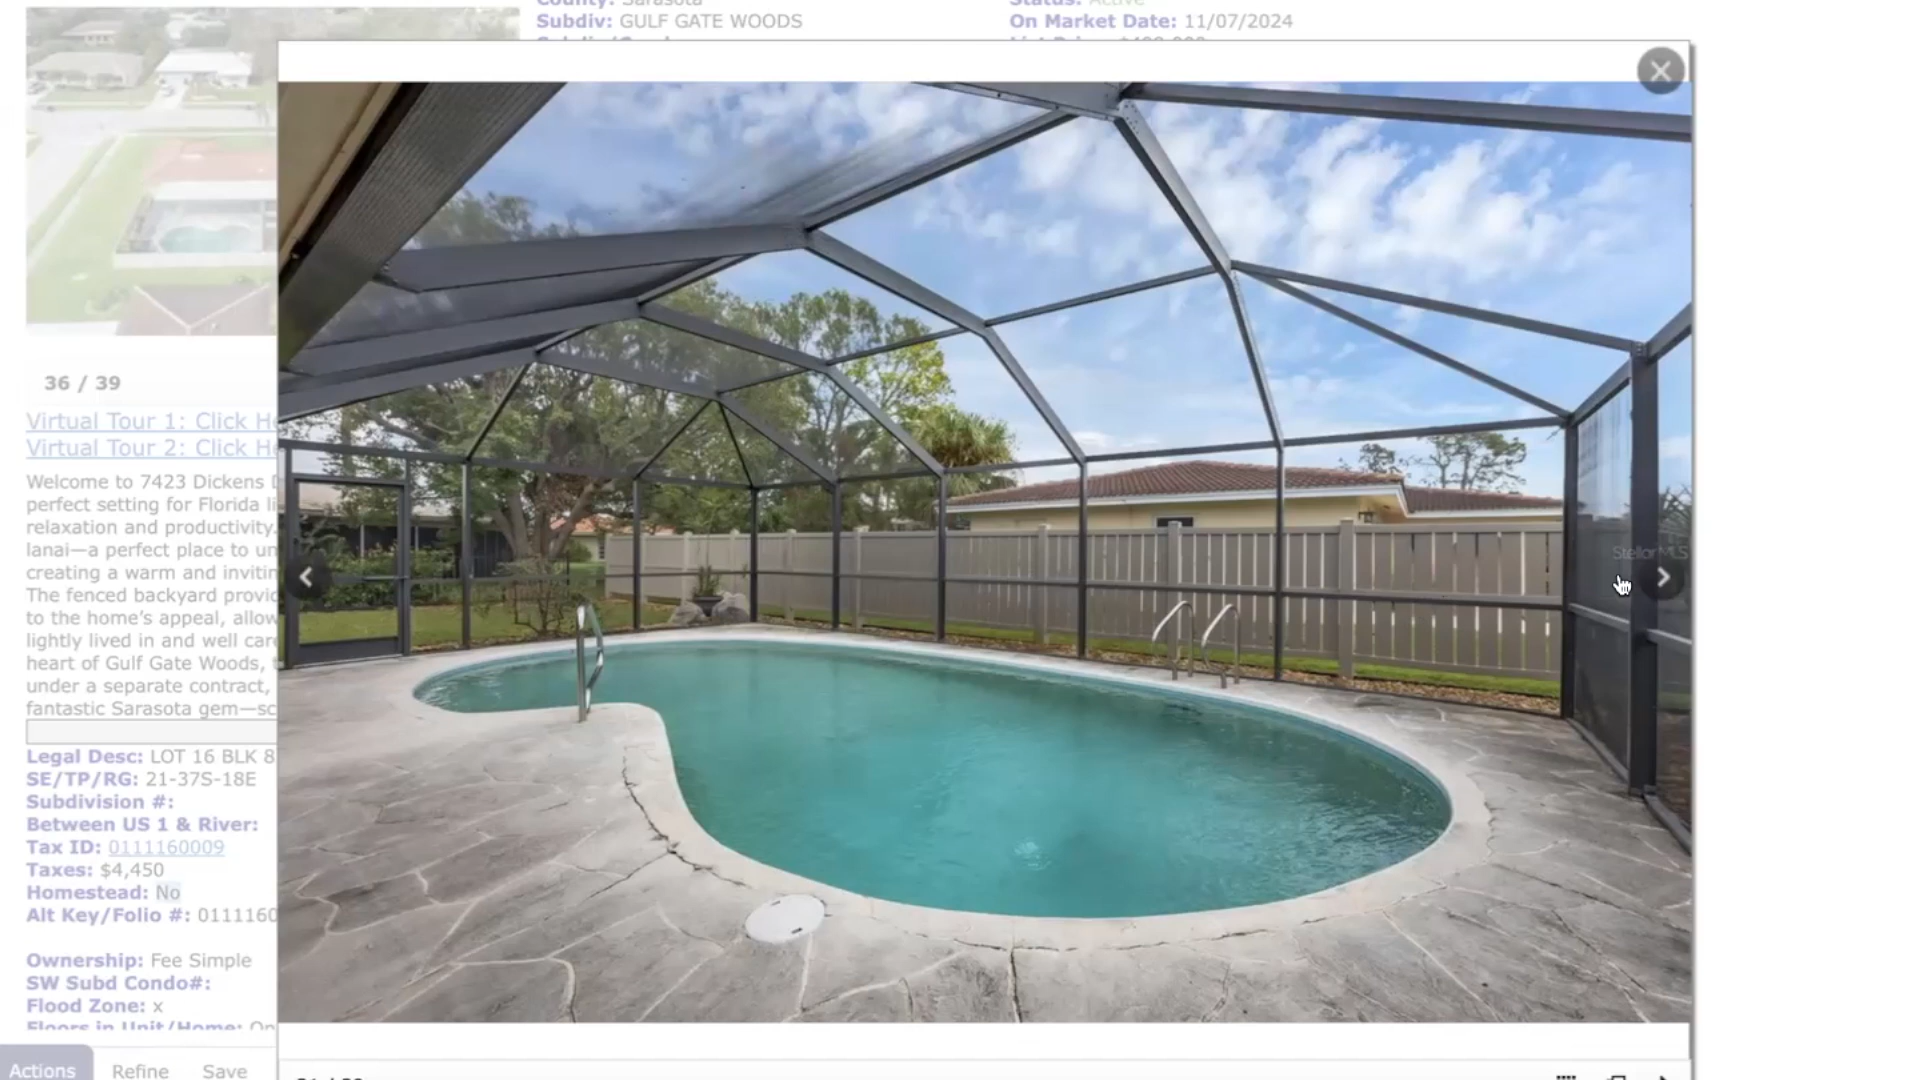 Subdiv: GULF GATE WOODS
On Market Date: 11/07/2024
36 / 39
Virtual Tour 1: Click
Virtual Tour 2: Click
Welcome to 7423 Dickens
perfect setting for Florida
relaxation and productivity.
lanai—a perfect place to
creating a warm and
The fenced backyard
to the home's appeal,
lightly lived in and well
heart of Gulf Gate Woods,
under a separate contract,
fantastic Sarasota
StellarMLS
Legal Desc: LOT 16 BLK 8
SE/TP/RG: 21-37S-18E
Subdivision #:
Between US 1 & River:
Tax ID: 0111160009
Taxes: $4,450
Homestead: No
Alt Key/Folio #: 0111160
Ownership: Fee Simple
SW Subd Condo#:
Flood Zone: x
Floors in Unit/Home:
Actions Refine Save